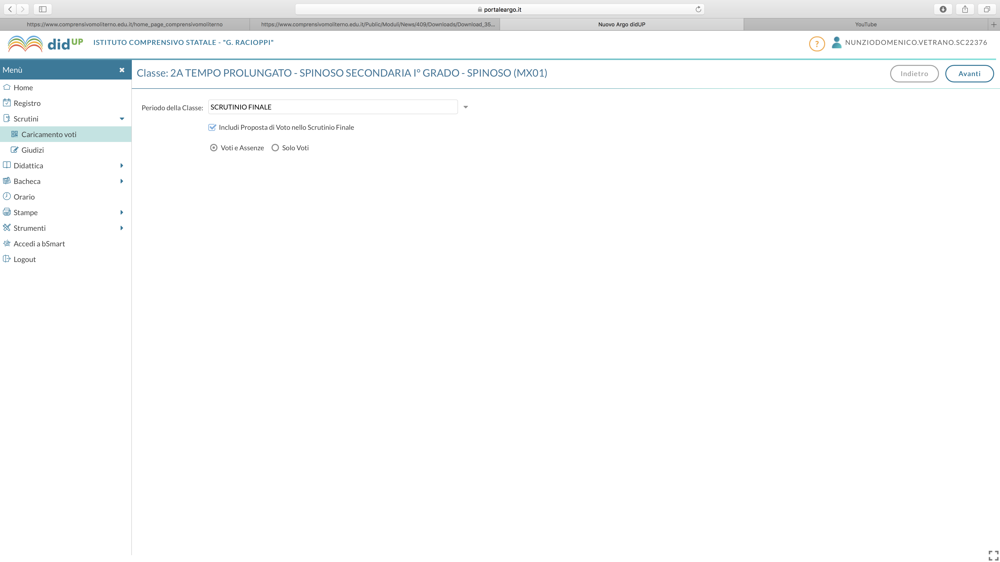 portaleargo.it
https://www.comprensivomoliterno.edu.it/home_page_comprensivomoliterno
https://www.comprensivomoliterno.edu.it/Public/Moduli/News/409/Downloads/Download_35...
Nuovo Argo didUP
YouTube
didUP
ISTITUTO COMPRENSIVO STATALE - "G. RACIOPPI"
?
NUNZIODOMENICO.VETRANO.SC22376
Menù
Classe: 2A TEMPO PROLUNGATO - SPINOSO SECONDARIA I° GRADO - SPINOSO (MX01)
Indietro
Avanti
Home
Registro
Scrutini
Caricamento voti
Giudizi
Didattica
Bacheca
Orario
Stampe
Strumenti
Accedi a bSmart
Logout
Periodo della Classe: SCRUTINIO FINALE
Includi Proposta di Voto nello Scrutinio Finale
Voti e Assenze
Solo Voti